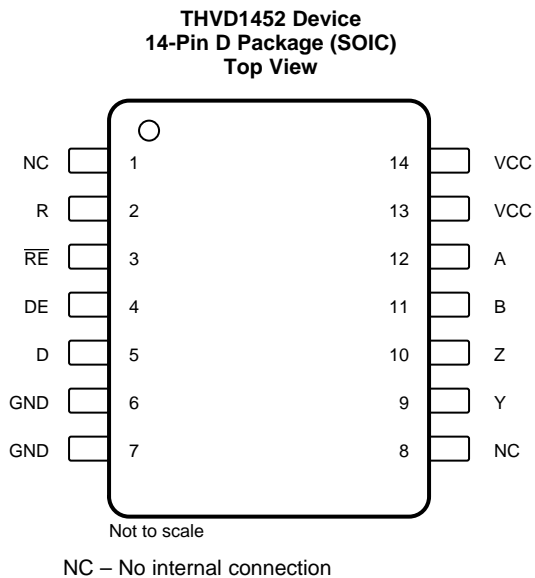 THVD1452 Device
14-Pin D Package (SOIC)
Top View
NC 1 14 VCC
R 2 13 VCC
R̅E̅ 3 12 A
DE 4 11 B
D 5 10 Z
GND 6 9 Y
GND 7 8 NC
Not to scale
NC – No internal connection